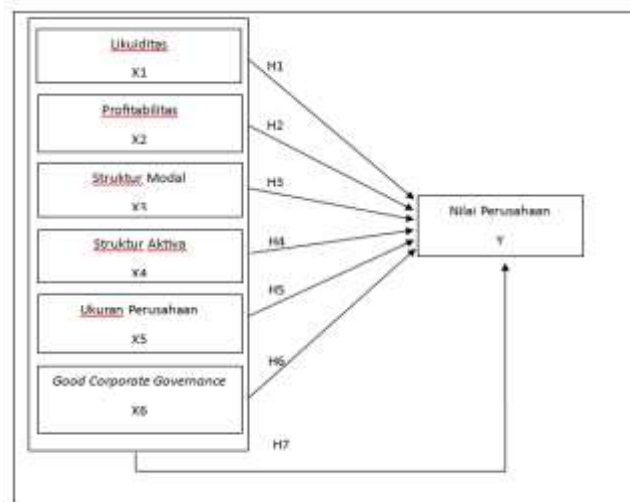 Likuiditas
X1
H1
Profitabilitas
X2
H2
Struktur Modal
X3
H3
Struktur Aktiva
X4
H4
Ukuran Perusahaan
X5
H5
Good Corporate Governance
X6
H6
H7
Nilai Perusahaan
Y